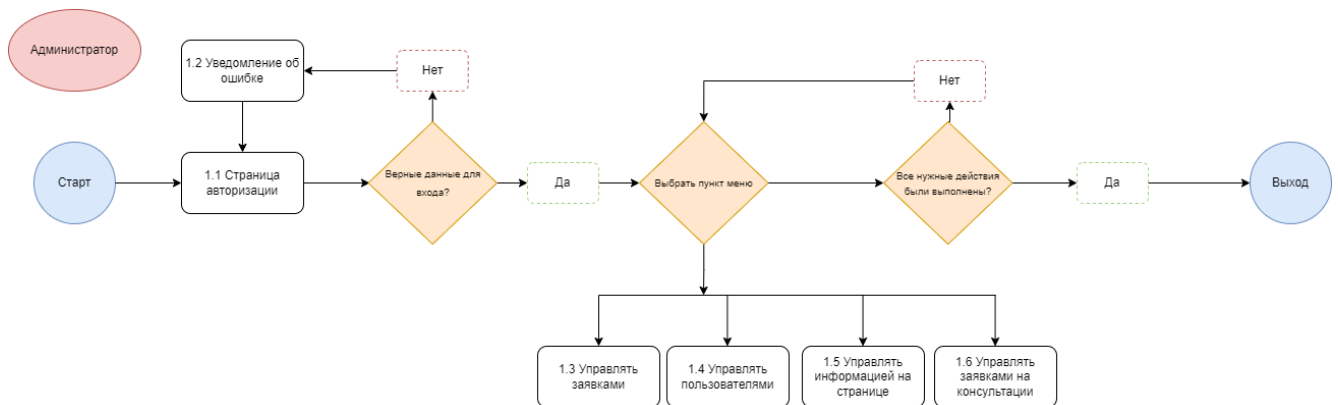 Администратор
1.2 Уведомление об
ошибке
Нет
Нет
Старт
1.1 Страница
авторизации
Верные данные для
входа?
Да
Выбрать пункт меню
Все нужные действия
были выполнены?
Да
Выход
1.3 Управлять
заявками
1.4 Управлять
пользователями
1.5 Управлять
информацией на
странице
1.6 Управлять
заявками на
консультации